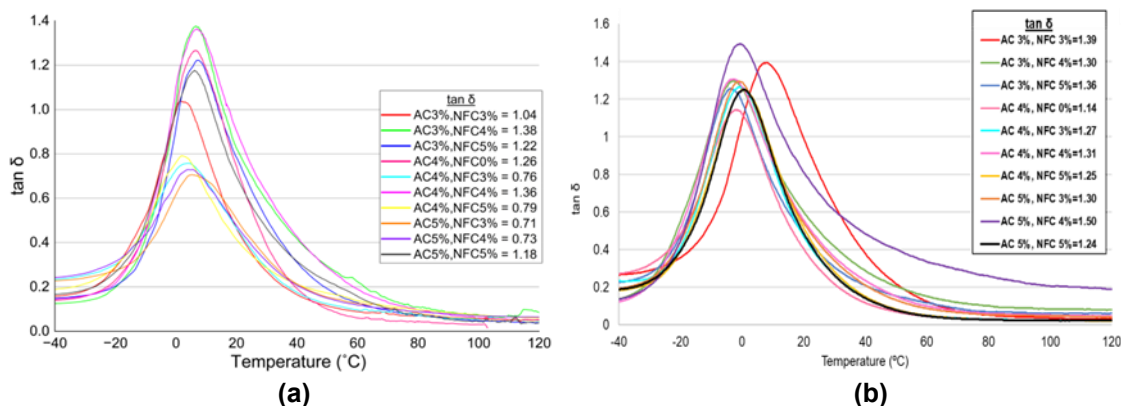 1.4
1.2
1.0
0.8
0.6
0.4
0.2
0.0
tan δ
−40 −20 0 20 40 60 80 100 120
Temperature (˚C)
tan δ
AC3%,NFC3% = 1.04
AC3%,NFC4% = 1.38
AC3%,NFC5% = 1.22
AC4%,NFC0% = 1.26
AC4%,NFC3% = 0.76
AC4%,NFC4% = 1.36
AC4%,NFC5% = 0.79
AC5%,NFC3% = 0.71
AC5%,NFC4% = 0.73
AC5%,NFC5% = 1.18
(a)
1.6
1.4
1.2
1
0.8
0.6
0.4
0.2
0
tan δ
-40 -20 0 20 40 60 80 100 120
Temperature (ºC)
tan δ
AC 3%, NFC 3%=1.39
AC 3%, NFC 4%=1.30
AC 3%, NFC 5%=1.36
AC 4%, NFC 0%=1.14
AC 4%, NFC 3%=1.27
AC 4%, NFC 4%=1.31
AC 4%, NFC 5%=1.25
AC 5%, NFC 3%=1.30
AC 5%, NFC 4%=1.50
AC 5%, NFC 5%=1.24
(b)